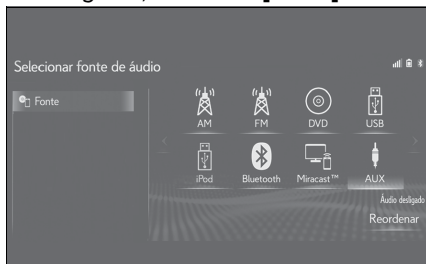 Selecionar fonte de áudio
Fonte
AM
FM
DVD
USB
iPod
Bluetooth
Miracast™
AUX
Áudio desligado
Reordenar